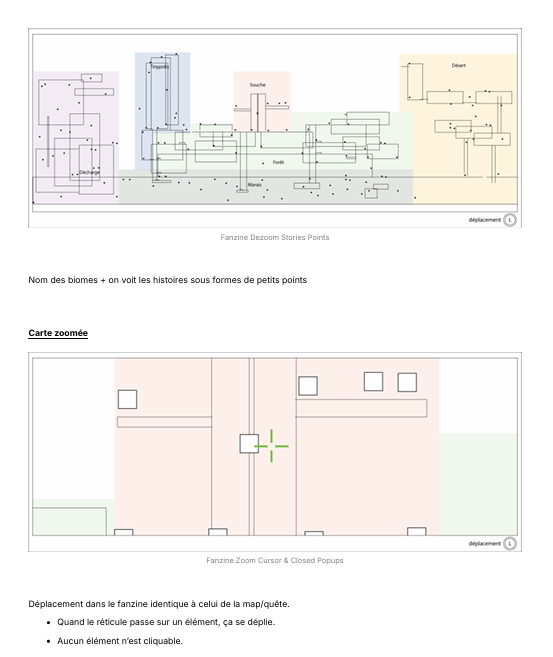 Tinypolis
Souche
Désert
Décharge
Forêt
Marais
déplacement L
Fanzine Dezoom Stories Points
Nom des biomes + on voit les histoires sous formes de petits points
Carte zoomée
déplacement L
Fanzine Zoom Cursor & Closed Popups
Déplacement dans le fanzine identique à celui de la map/quête.
• Quand le réticule passe sur un élément, ça se déplie.
• Aucun élément n’est cliquable.